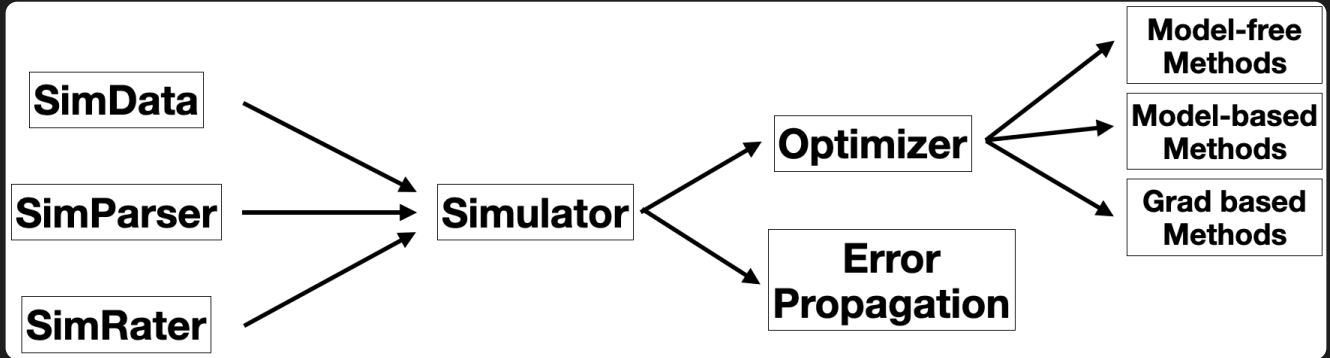 SimData
SimParser
SimRater
Simulator
Optimizer
Error
Propagation
Model-free
Methods
Model-based
Methods
Grad based
Methods